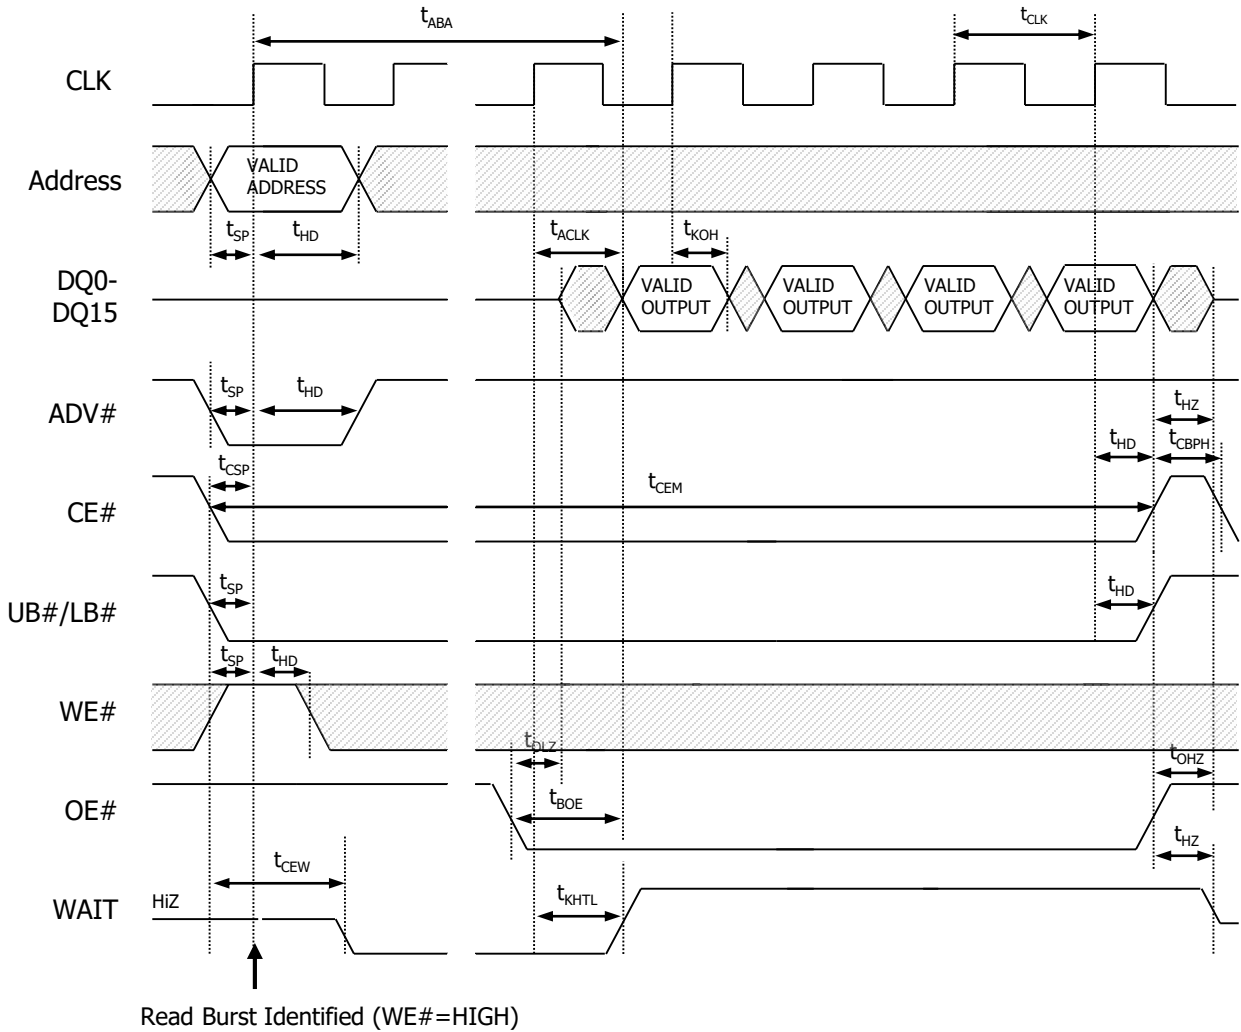 tABA
tCLK
CLK
Address
VALID
ADDRESS
tSP
tHD
tACLK
tKOH
DQ0-
DQ15
VALID
OUTPUT
VALID
OUTPUT
VALID
OUTPUT
VALID
OUTPUT
ADV#
tSP
tHD
tHZ
tHD
tCBPH
CE#
tCSP
tCEM
UB#/LB#
tSP
tHD
WE#
tSP
tHD
tOLZ
tOHZ
OE#
tBOE
tHZ
tCEW
WAIT
HiZ
tKHTL
Read Burst Identified (WE#=HIGH)